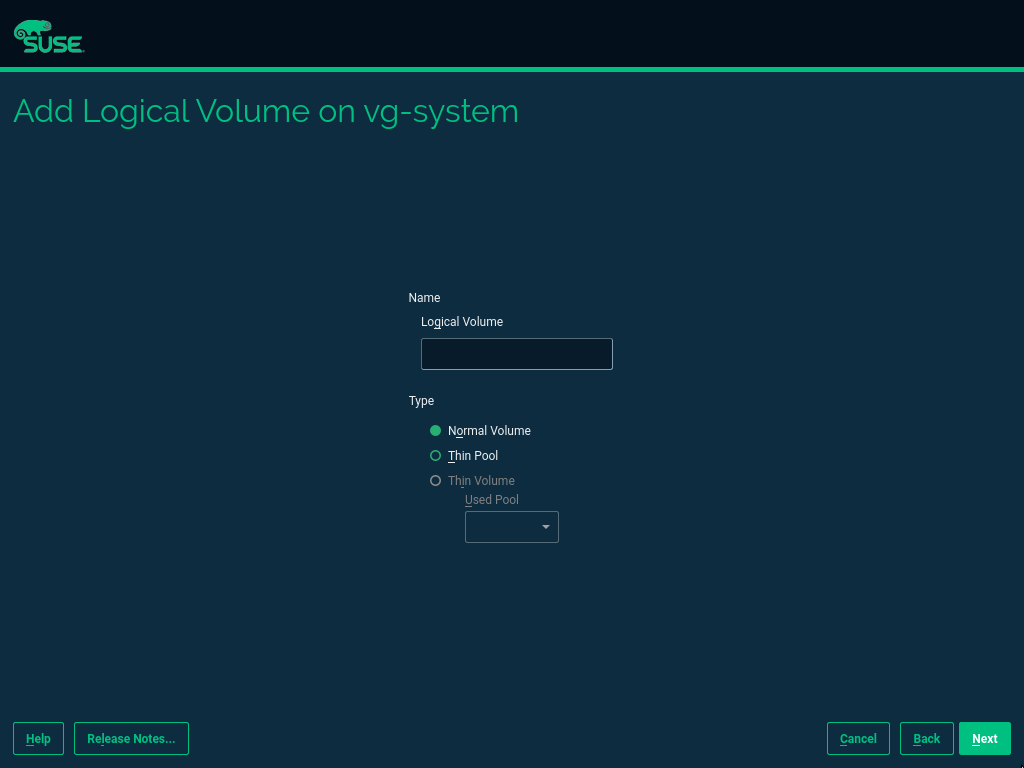 SUSE
Add Logical Volume on vg-system
Name
Logical Volume
Type
Normal Volume
Thin Pool
Thin Volume
Used Pool
Help
Release Notes...
Cancel
Back
Next